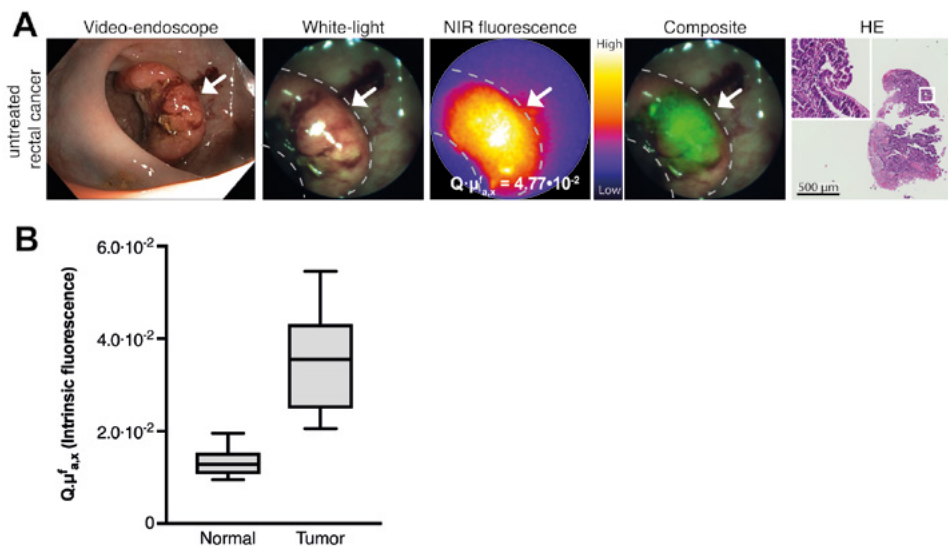 A
Video-endoscope
White-light
NIR fluorescence
Composite
HE
untreated
rectal cancer
High
Low
Q·μᶠa,x = 4.77•10⁻²
500 μm
B
Q.μᶠa,x (Intrinsic fluorescence)
6.0·10⁻²
4.0·10⁻²
2.0·10⁻²
0
Normal Tumor